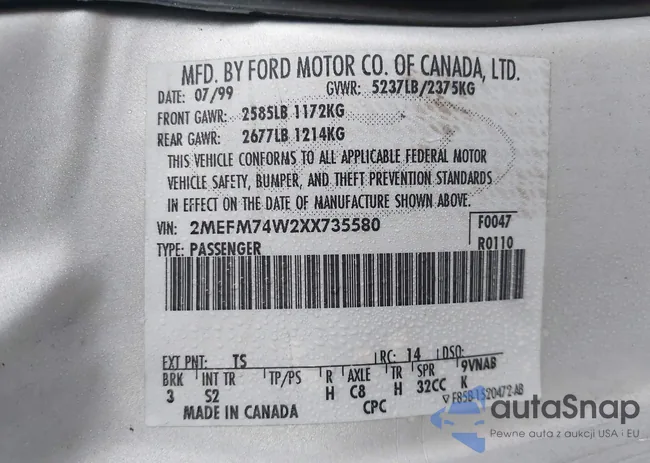 MFD. BY FORD MOTOR CO. OF CANADA, LTD.
DATE: 07/99 GVWR: 5237LB/2375KG
FRONT GAWR: 2585LB 1172KG
REAR GAWR: 2677LB 1214KG
THIS VEHICLE CONFORMS TO ALL APPLICABLE FEDERAL MOTOR
VEHICLE SAFETY, BUMPER, AND THEFT PREVENTION STANDARDS
IN EFFECT ON THE DATE OF MANUFACTURE SHOWN ABOVE.
VIN: 2MEFM74W2XX735580 F0047
TYPE: PASSENGER R0110
EXT PNT: TS RC: 14 DSO:
BRK INT TR TP/PS R AXLE TR SPR 9VNAB
3 S2 H C8 H 32CC K
MADE IN CANADA CPC F85B-1520472-AB
autaSnap
Pewne auta z aukcji USA i EU